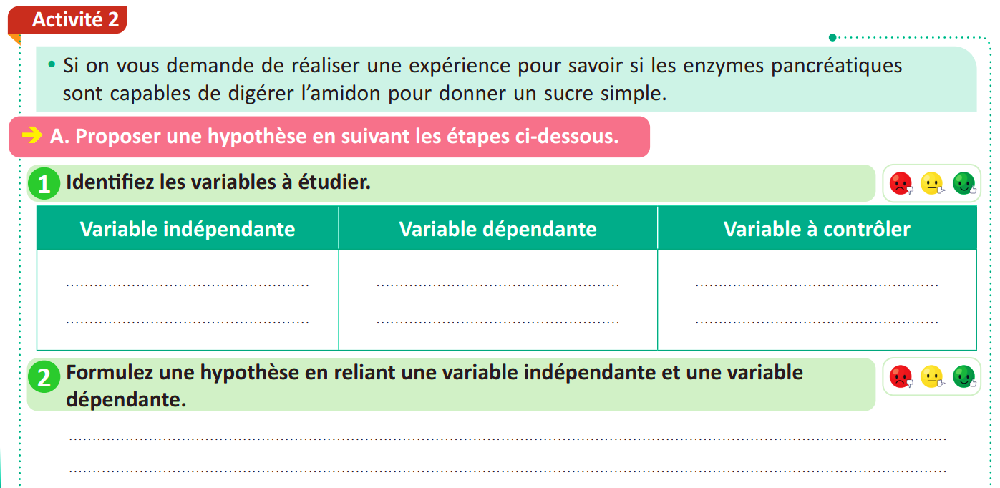 Activité 2
• Si on vous demande de réaliser une expérience pour savoir si les enzymes pancréatiques
sont capables de digérer l’amidon pour donner un sucre simple.
➔ A. Proposer une hypothèse en suivant les étapes ci-dessous.
1 Identifiez les variables à étudier.
Variable indépendante Variable dépendante Variable à contrôler
2 Formulez une hypothèse en reliant une variable indépendante et une variable
dépendante.